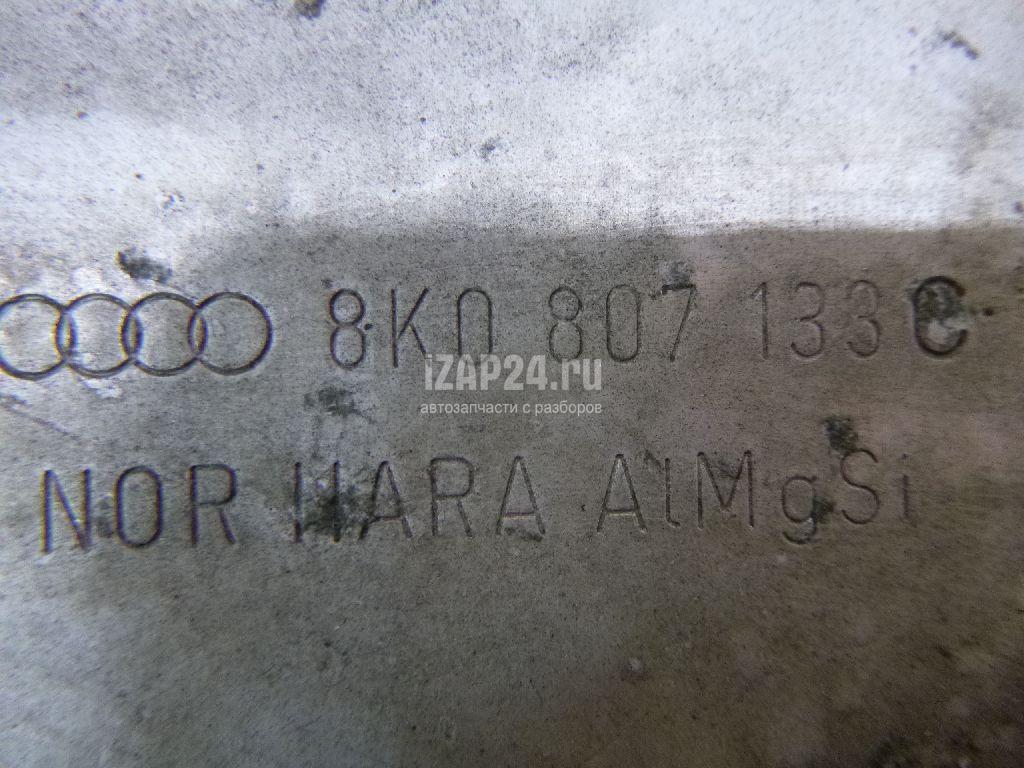 8K0 807 133 C
iZAP24.ru
автозапчасти с разборов
NOR HARA AlMgSi